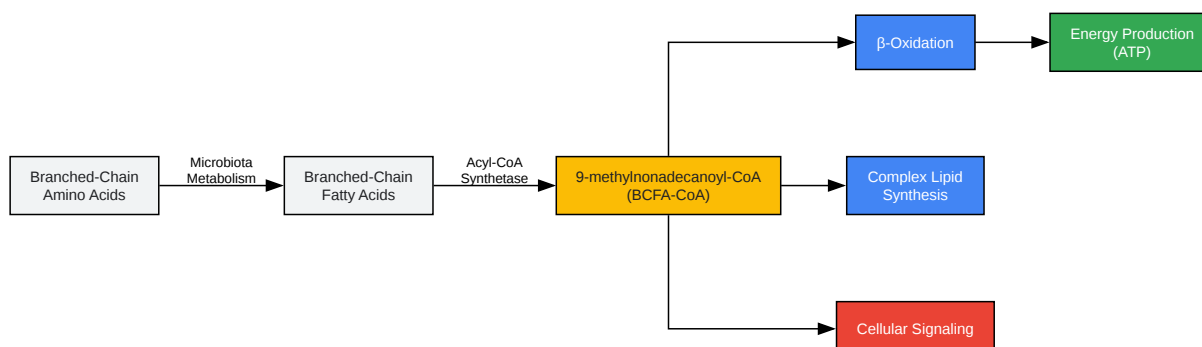 β-Oxidation
Energy Production
(ATP)
Branched-Chain
Amino Acids
Microbiota
Metabolism
Branched-Chain
Fatty Acids
Acyl-CoA
Synthetase
9-methylnonadecanoyl-CoA
(BCFA-CoA)
Complex Lipid
Synthesis
Cellular Signaling